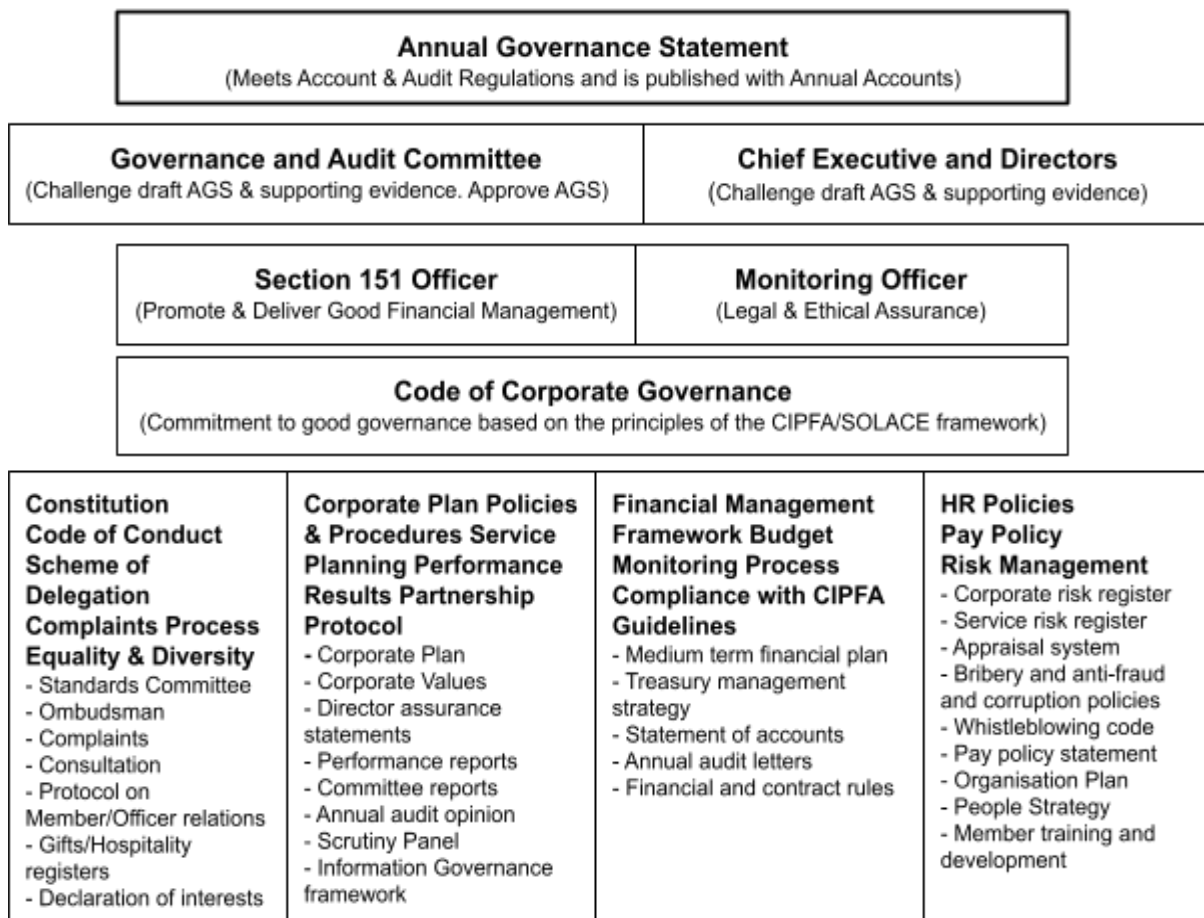 Annual Governance Statement
(Meets Account & Audit Regulations and is published with Annual Accounts)
Governance and Audit Committee
(Challenge draft AGS & supporting evidence. Approve AGS)
Chief Executive and Directors
(Challenge draft AGS & supporting evidence)
Section 151 Officer
(Promote & Deliver Good Financial Management)
Monitoring Officer
(Legal & Ethical Assurance)
Code of Corporate Governance
(Commitment to good governance based on the principles of the CIPFA/SOLACE framework)
Constitution
Code of Conduct
Scheme of
Delegation
Complaints Process
Equality & Diversity
- Standards Committee
- Ombudsman
- Complaints
- Consultation
- Protocol on
Member/Officer relations
- Gifts/Hospitality
registers
- Declaration of interests
Corporate Plan Policies
& Procedures Service
Planning Performance
Results Partnership
Protocol
- Corporate Plan
- Corporate Values
- Director assurance
statements
- Performance reports
- Committee reports
- Annual audit opinion
- Scrutiny Panel
- Information Governance
framework
Financial Management
Framework Budget
Monitoring Process
Compliance with CIPFA
Guidelines
- Medium term financial plan
- Treasury management
strategy
- Statement of accounts
- Annual audit letters
- Financial and contract rules
HR Policies
Pay Policy
Risk Management
- Corporate risk register
- Service risk register
- Appraisal system
- Bribery and anti-fraud
and corruption policies
- Whistleblowing code
- Pay policy statement
- Organisation Plan
- People Strategy
- Member training and
development